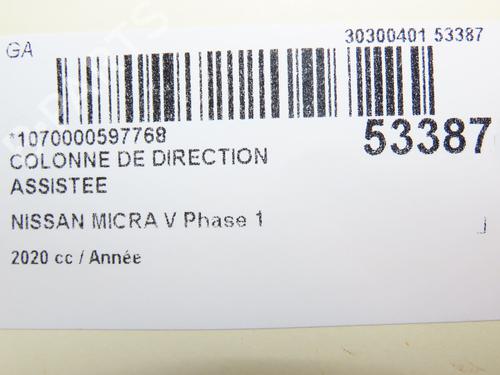 GA
30300401 53387
*1070000597768
53387
COLONNE DE DIRECTION
ASSISTEE
NISSAN MICRA V Phase 1
2020 cc / Année